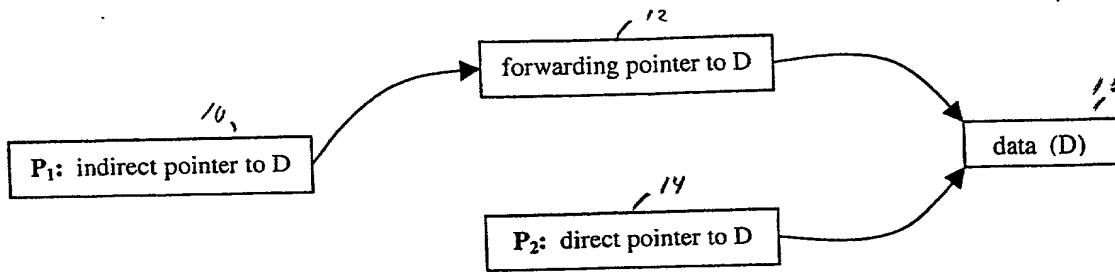 12
forwarding pointer to D
10
P₁: indirect pointer to D
data (D)
14
P₂: direct pointer to D